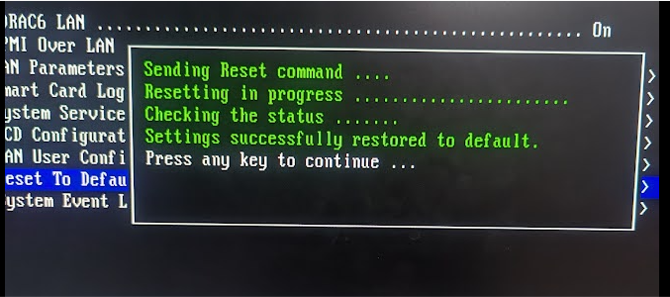 DRAC6 LAN ........................................................ On
PMI Over LAN
AN Parameters >
mart Card Log >
ystem Service >
CD Configurat >
AN User Confi >
eset To Defau >
ystem Event L >
Sending Reset command ....
Resetting in progress ........................
Checking the status .......
Settings successfully restored to default.
Press any key to continue ...